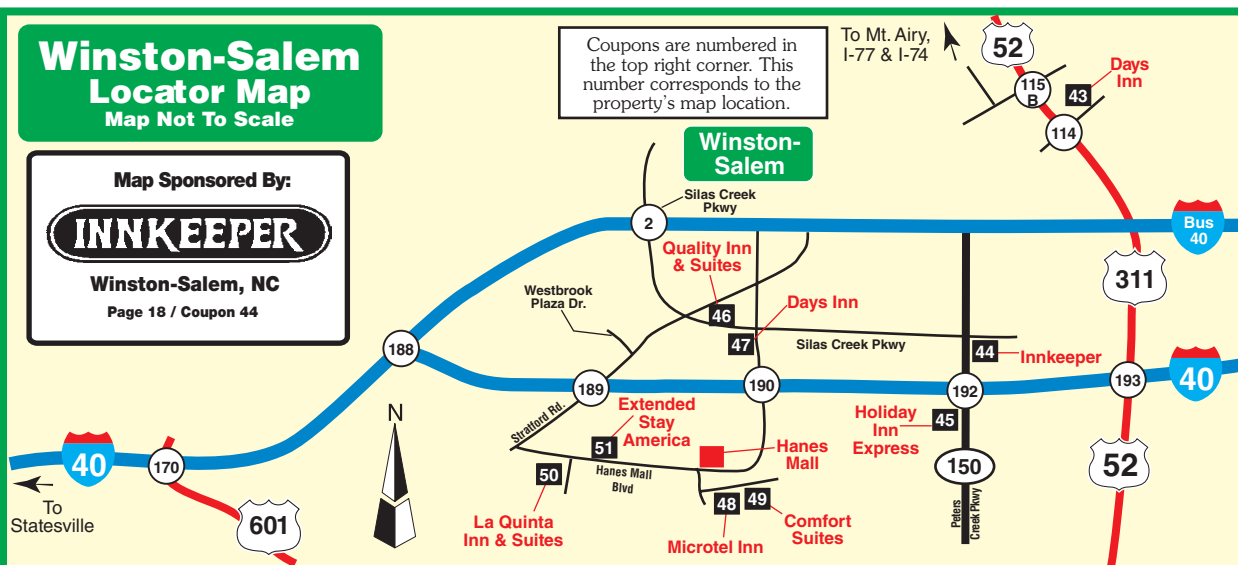 Winston-Salem
Locator Map
Map Not To Scale
Map Sponsored By:
INNKEEPER
Winston-Salem, NC
Page 18 / Coupon 44
Coupons are numbered in
the top right corner. This
number corresponds to the
property's map location.
To Mt. Airy,
I-77 & I-74
52
115
B
43
Days
Inn
114
Winston-
Salem
Silas Creek
Pkwy
2
Bus
40
Quality Inn
& Suites
311
Westbrook
Plaza Dr.
Days Inn
46
47
Silas Creek Pkwy
44
Innkeeper
188
189
190
192
193
40
N
Stratford Rd.
Extended
Stay
America
51
Hanes
Mall
Holiday
Inn
Express
45
40
170
50
Hanes Mall
Blvd
150
52
To
Statesville
601
La Quinta
Inn & Suites
48
49
Microtel Inn
Comfort
Suites
Peters
Creek Pkwy